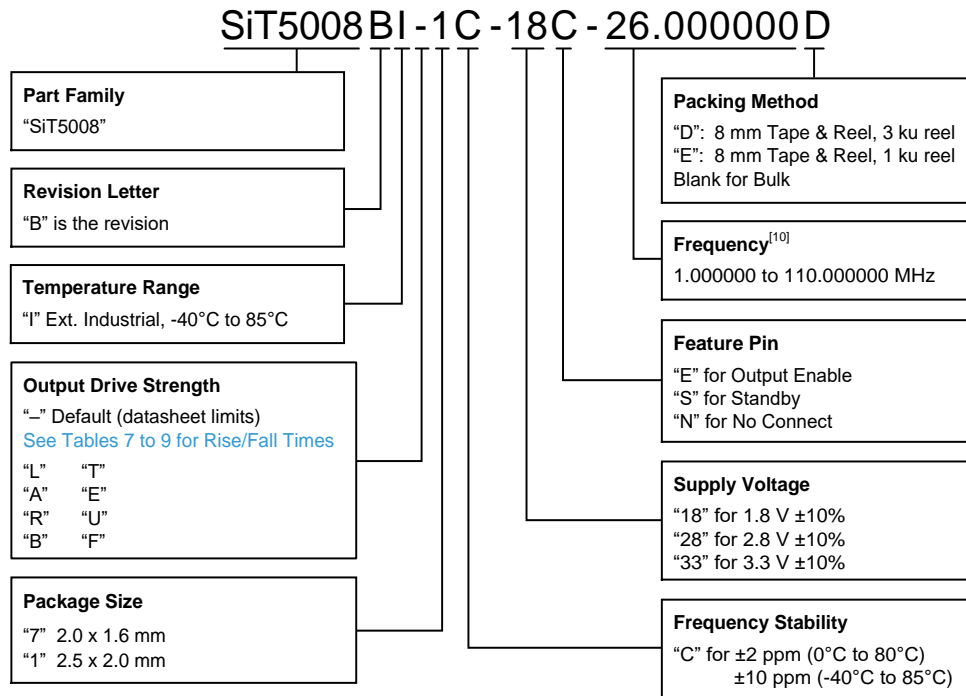 SiT5008BI-1C-18C-26.000000D
Part Family
“SiT5008”
Revision Letter
“B” is the revision
Temperature Range
“I” Ext. Industrial, -40°C to 85°C
Output Drive Strength
“–” Default (datasheet limits)
See Tables 7 to 9 for Rise/Fall Times
“L” “T”
“A” “E”
“R” “U”
“B” “F”
Package Size
“7” 2.0 x 1.6 mm
“1” 2.5 x 2.0 mm
Packing Method
“D”: 8 mm Tape & Reel, 3 ku reel
“E”: 8 mm Tape & Reel, 1 ku reel
Blank for Bulk
Frequency[10]
1.000000 to 110.000000 MHz
Feature Pin
“E” for Output Enable
“S” for Standby
“N” for No Connect
Supply Voltage
“18” for 1.8 V ±10%
“28” for 2.8 V ±10%
“33” for 3.3 V ±10%
Frequency Stability
“C” for ±2 ppm (0°C to 80°C)
±10 ppm (-40°C to 85°C)